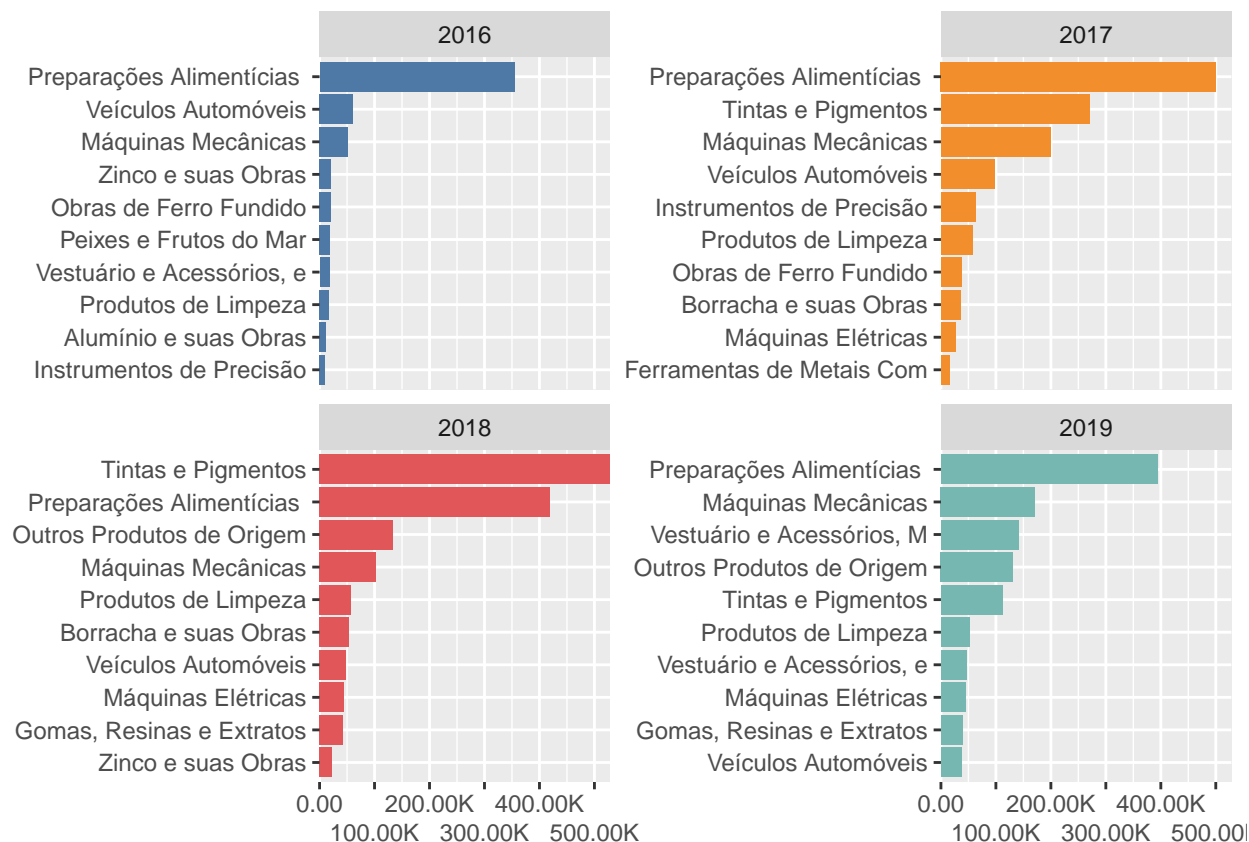 2016
Preparações Alimentícias
Veículos Automóveis
Máquinas Mecânicas
Zinco e suas Obras
Obras de Ferro Fundido
Peixes e Frutos do Mar
Vestuário e Acessórios, e
Produtos de Limpeza
Alumínio e suas Obras
Instrumentos de Precisão
2017
Preparações Alimentícias
Tintas e Pigmentos
Máquinas Mecânicas
Veículos Automóveis
Instrumentos de Precisão
Produtos de Limpeza
Obras de Ferro Fundido
Borracha e suas Obras
Máquinas Elétricas
Ferramentas de Metais Com
2018
Tintas e Pigmentos
Preparações Alimentícias
Outros Produtos de Origem
Máquinas Mecânicas
Produtos de Limpeza
Borracha e suas Obras
Veículos Automóveis
Máquinas Elétricas
Gomas, Resinas e Extratos
Zinco e suas Obras
0.00 200.00K 400.00K
100.00K 300.00K 500.00K
2019
Preparações Alimentícias
Máquinas Mecânicas
Vestuário e Acessórios, M
Outros Produtos de Origem
Tintas e Pigmentos
Produtos de Limpeza
Vestuário e Acessórios, e
Máquinas Elétricas
Gomas, Resinas e Extratos
Veículos Automóveis
0.00 200.00K 400.00K
100.00K 300.00K 500.00K